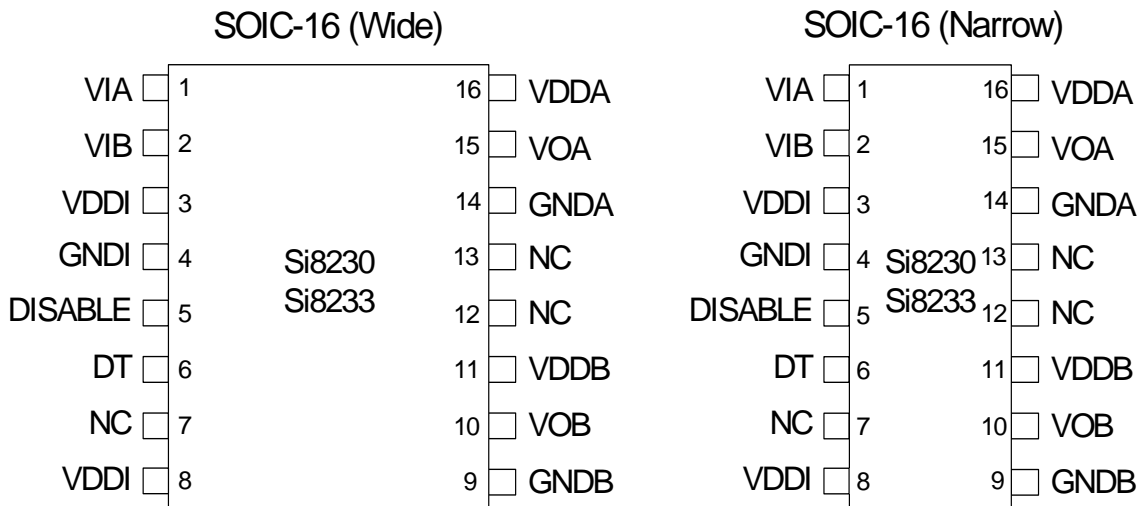 SOIC-16 (Wide)
VIA 1 16 VDDA
VIB 2 15 VOA
VDDI 3 14 GNDA
GNDI 4 Si8230 13 NC
DISABLE 5 Si8233 12 NC
DT 6 11 VDDB
NC 7 10 VOB
VDDI 8 9 GNDB
SOIC-16 (Narrow)
VIA 1 16 VDDA
VIB 2 15 VOA
VDDI 3 14 GNDA
GNDI 4 Si8230 13 NC
DISABLE 5 Si8233 12 NC
DT 6 11 VDDB
NC 7 10 VOB
VDDI 8 9 GNDB